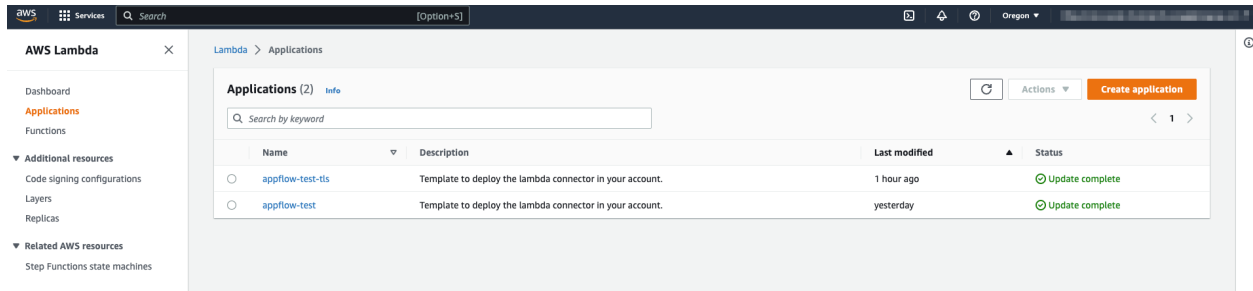 aws Services Search [Option+S] Oregon
AWS Lambda
Lambda > Applications
Dashboard
Applications
Functions
Additional resources
Code signing configurations
Layers
Replicas
Related AWS resources
Step Functions state machines
Applications (2) Info Actions Create application
Search by keyword 1
Name Description Last modified Status
appflow-test-tls Template to deploy the lambda connector in your account. 1 hour ago Update complete
appflow-test Template to deploy the lambda connector in your account. yesterday Update complete